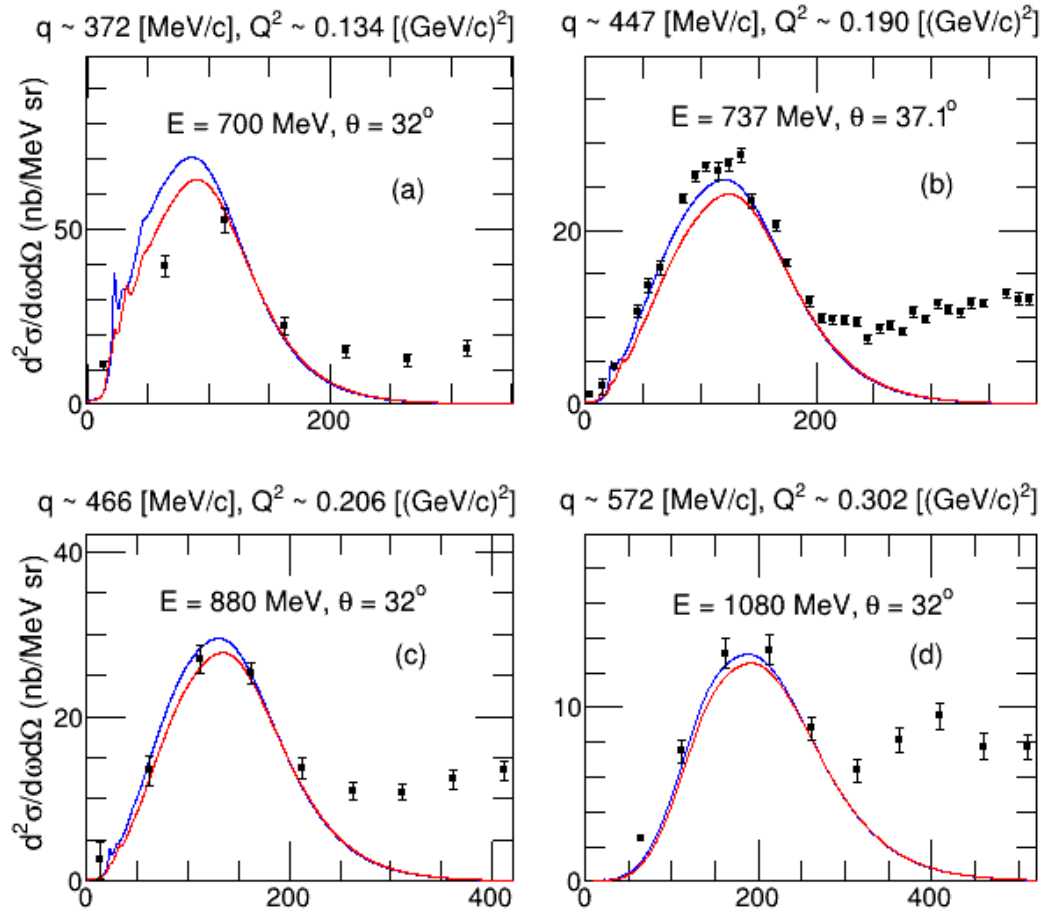 q ~ 372 [MeV/c], Q² ~ 0.134 [(GeV/c)²]
d²σ/dωdΩ (nb/MeV sr)
E = 700 MeV, θ = 32°
(a)
50
0
0 200
q ~ 447 [MeV/c], Q² ~ 0.190 [(GeV/c)²]
E = 737 MeV, θ = 37.1°
(b)
20
0
0 200
q ~ 466 [MeV/c], Q² ~ 0.206 [(GeV/c)²]
d²σ/dωdΩ (nb/MeV sr)
40
E = 880 MeV, θ = 32°
(c)
20
0
0 200 400
q ~ 572 [MeV/c], Q² ~ 0.302 [(GeV/c)²]
E = 1080 MeV, θ = 32°
(d)
10
0
0 200 400